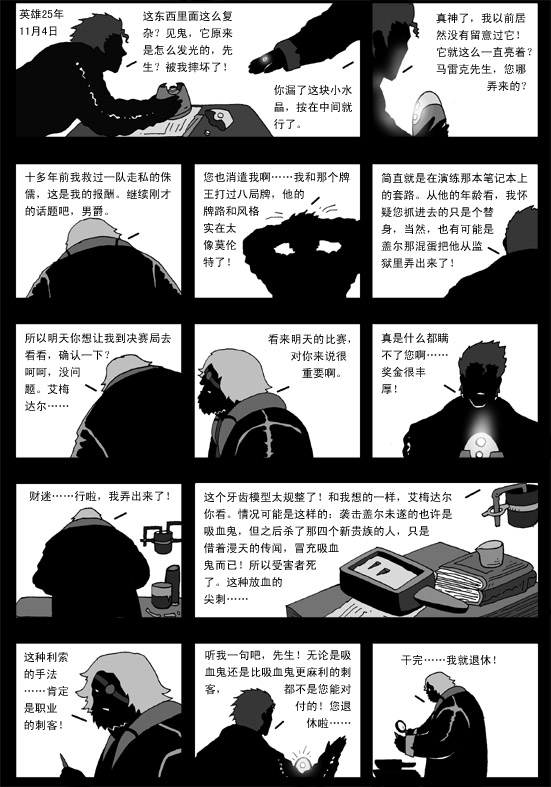 英雄25年
11月4日
这东西里面这么复
杂?见鬼,它原来
是怎么发光的,先
生?被我摔坏了!
你漏了这块小水
晶,按在中间就
行了。
真神了,我以前居
然没有留意过它!
它就这么一直亮着?
马雷克先生,您哪
弄来的?
十多年前我救过一队走私的侏
儒,这是我的报酬。继续刚才
的话题吧,男爵。
您也消遣我啊……我和那个牌
王打过八局牌,他的
牌路和风格
实在太
像莫伦
特了!
简直就是在演练那本笔记本上
的套路。从他的年龄看,我怀
疑您抓进去的只是个替
身,当然,也有可能是
盖尔那混蛋把他从监
狱里弄出来了!
所以明天你想让我到决赛局去
看看,确认一下?
呵呵,没问
题。艾梅
达尔……
看来明天的比赛,
对你来说很
重要啊。
真是什么都瞒
不了您啊……
奖金很丰
厚!
财迷……行啦,我弄出来了!
这个牙齿模型太规整了!和我想的一样,艾梅达尔
你看。情况可能是这样的:袭击盖尔未遂的也许是
吸血鬼,但之后杀了那四个新贵族的人,只是
借着漫天的传闻,冒充吸血
鬼而已!所以受害者死
了。这种放血的
尖刺……
这种利索
的手法
……肯定
是职业
的刺客!
听我一句吧,先生!无论是吸
血鬼还是比吸血鬼更麻利的刺
客,都不是您能对
付的!您退
休啦……
干完……我就退休!